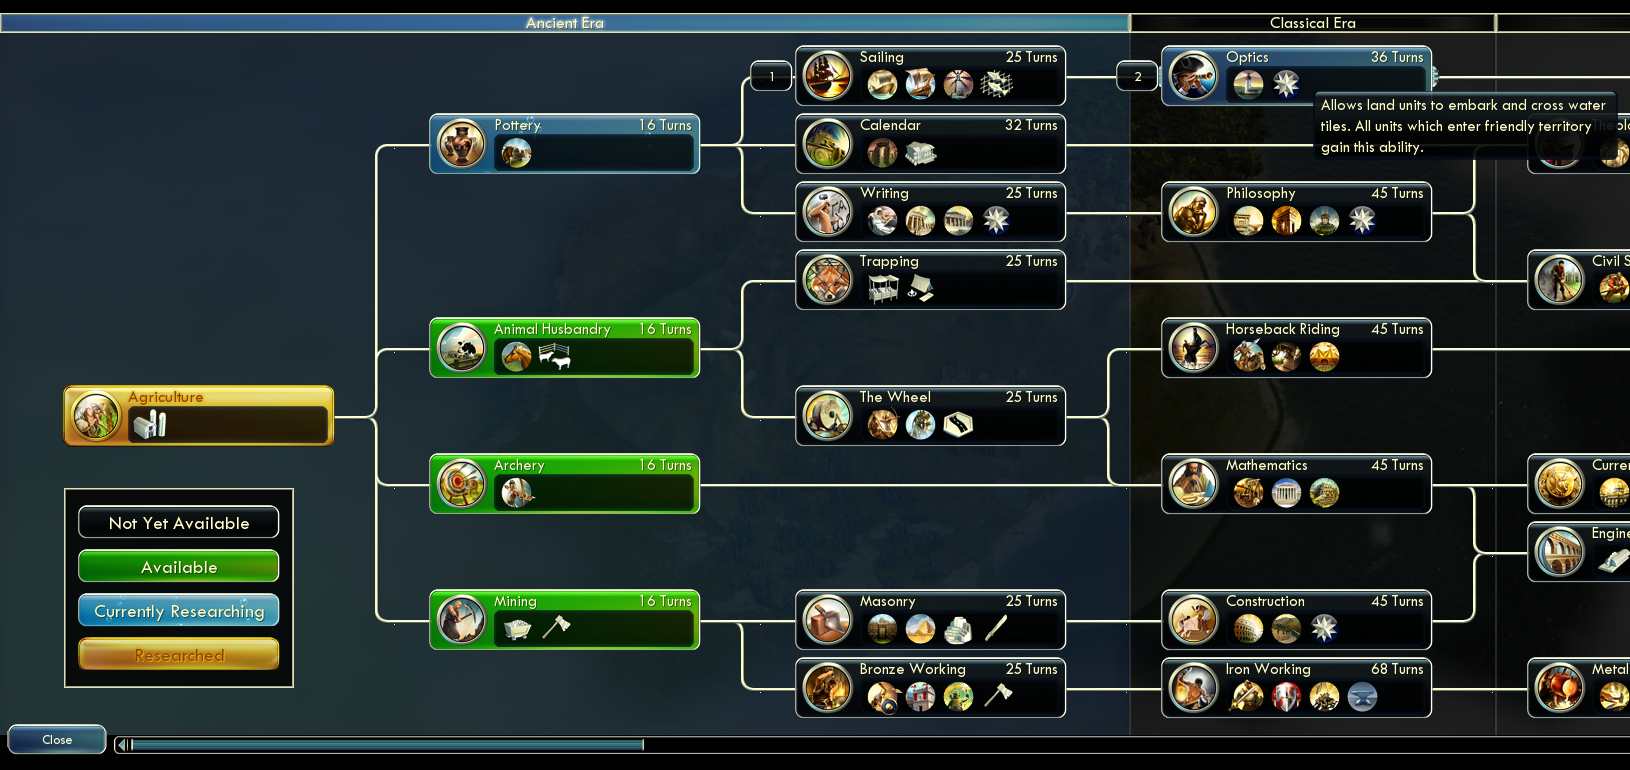 Ancient Era
Classical Era
Sailing 25 Turns
1
2
Optics 36 Turns
Allows land units to embark and cross water
tiles. All units which enter friendly territory
gain this ability.
Pottery 16 Turns
Calendar 32 Turns
Writing 25 Turns
Philosophy 45 Turns
Trapping 25 Turns
Civil S
Animal Husbandry 16 Turns
Horseback Riding 45 Turns
Agriculture
The Wheel 25 Turns
Archery 16 Turns
Mathematics 45 Turns
Curre
Engine
Not Yet Available
Available
Currently Researching
Researched
Mining 16 Turns
Masonry 25 Turns
Construction 45 Turns
Bronze Working 25 Turns
Iron Working 68 Turns
Metal
Close